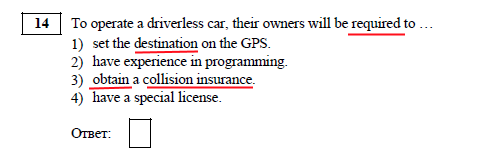 14 To operate a driverless car, their owners will be required to …
1) set the destination on the GPS.
2) have experience in programming.
3) obtain a collision insurance.
4) have a special license.
Ответ: